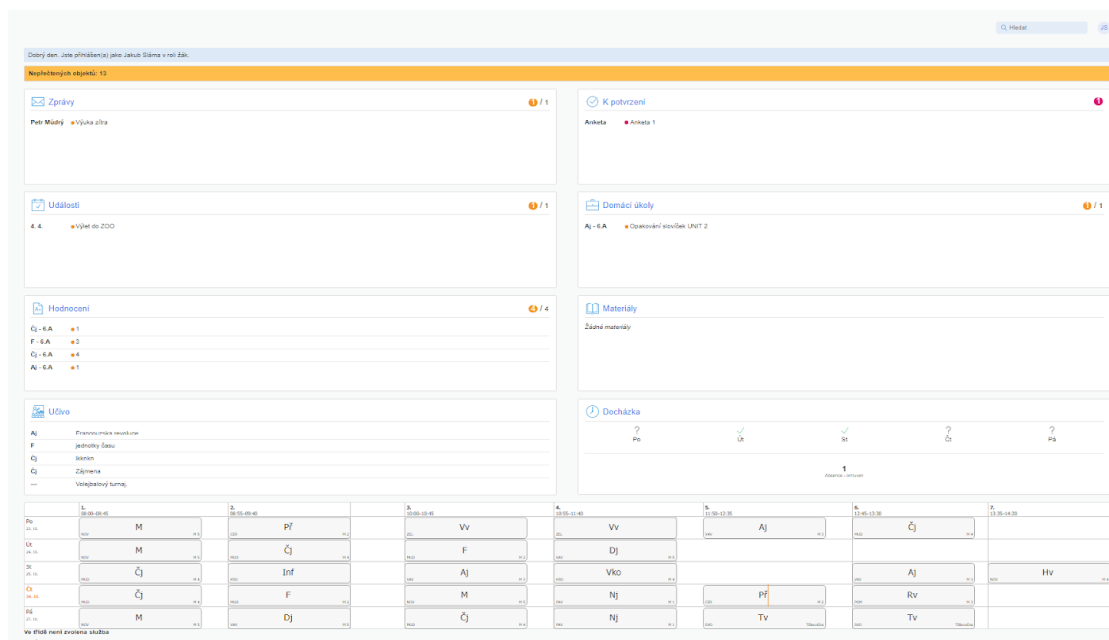 Hledat
JS
Dobrý den. Jste přihlášen(a) jako Jakub Sláma v roli žák.
Nepřečtených objektů: 13
Zprávy 1 / 1
Petr Můdrý Výuka zítra
K potvrzení 1
Anketa Anketa 1
Události 1 / 1
4. 4. Výlet do ZOO
Domácí úkoly 1 / 1
Aj - 6.A Opakování slovíček UNIT 2
Hodnocení 4 / 4
Čj - 6.A 1
F - 6.A 3
Čj - 6.A 4
Aj - 6.A 1
Materiály
Žádné materiály
Učivo
Aj Francouzska revoluce
F jednotky času
Čj lkknkn
Čj Zájmena
— Volejbalový turnaj.
Docházka
? ? ?
Po Út St Čt Pá
1
Absence - omluven
1. 2. 3. 4. 5. 6. 7.
08:00-08:45 08:55-09:40 10:00-10:45 10:55-11:40 11:50-12:35 12:45-13:30 13:35-14:20
Po M Př Vv Vv Aj Čj
Út M Čj F Dj
St Čj Inf Aj Vko Aj Hv
Čt Čj F M Nj Př Rv
Pá M Dj Čj Nj Tv Tv
Ve třídě není zvolena služba